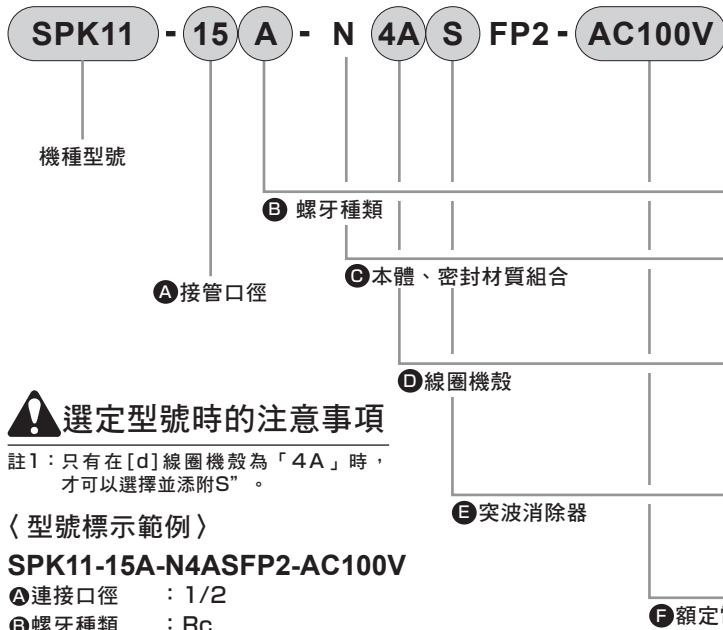 SPK11 - 15 A - N 4A S FP2 - AC100V
機種型號
B 螺牙種類
C本體、密封材質組合
A接管口徑
D線圈機殼
選定型號時的注意事項
註1：只有在[d]線圈機殼為「4A」時，
才可以選擇並添附S”。
E突波消除器
〈型號標示範例〉
SPK11-15A-N4ASFP2-AC100V
A連接口徑 ：1/2
F額定
B螺牙種類 ：Rc